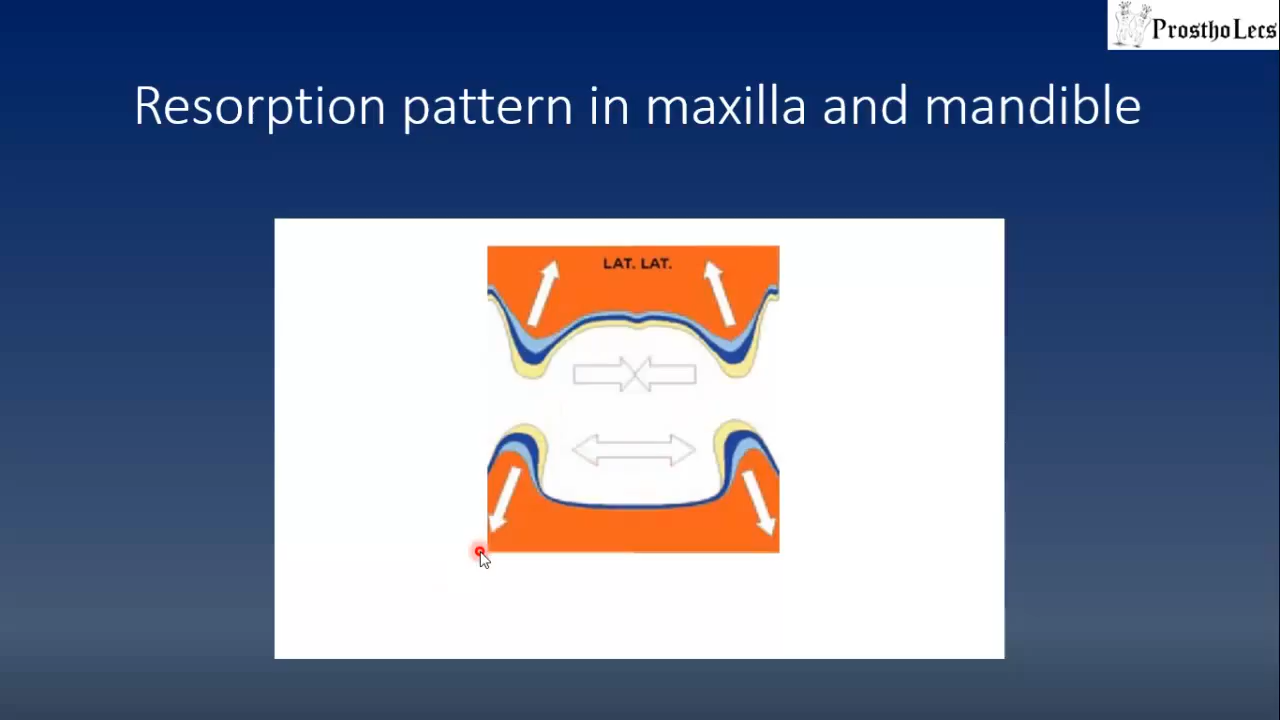 ProsthoLecs
Resorption pattern in maxilla and mandible
LAT. LAT.